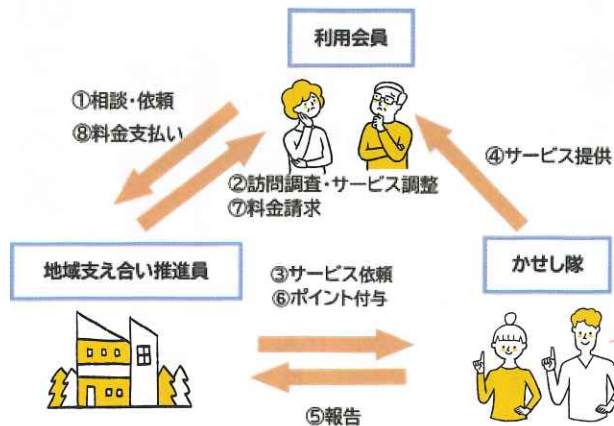 利用会員
①相談・依頼
⑧料金支払い
④サービス提供
②訪問調査・サービス調整
⑦料金請求
地域支え合い推進員
③サービス依頼
⑥ポイント付与
かせし隊
⑤報告